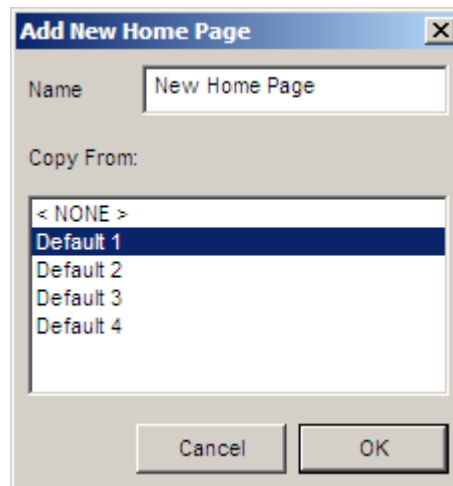 Add New Home Page
Name New Home Page
Copy From:
< NONE >
Default 1
Default 2
Default 3
Default 4
Cancel OK